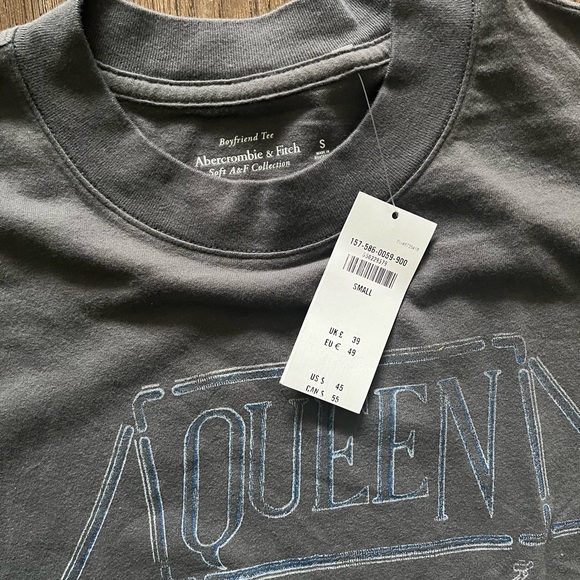 Boyfriend Tee
Abercrombie & Fitch
Soft A&F Collection
S
157-586-0059-900
SMALL
UK £ 39
EU € 49
US $ 45
CAN $ 55
QUEEN